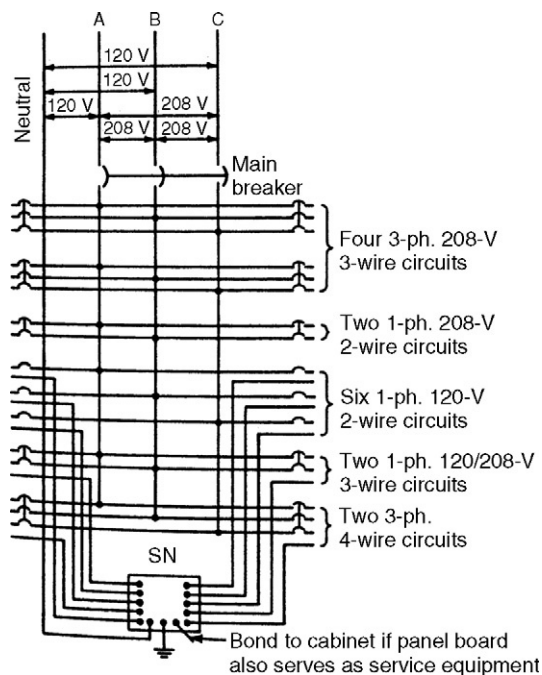 A B C
Neutral
120 V
120 V
120 V 208 V
208 V 208 V
Main
breaker
Four 3-ph. 208-V
3-wire circuits
Two 1-ph. 208-V
2-wire circuits
Six 1-ph. 120-V
2-wire circuits
Two 1-ph. 120/208-V
3-wire circuits
Two 3-ph.
4-wire circuits
SN
Bond to cabinet if panel board
also serves as service equipment